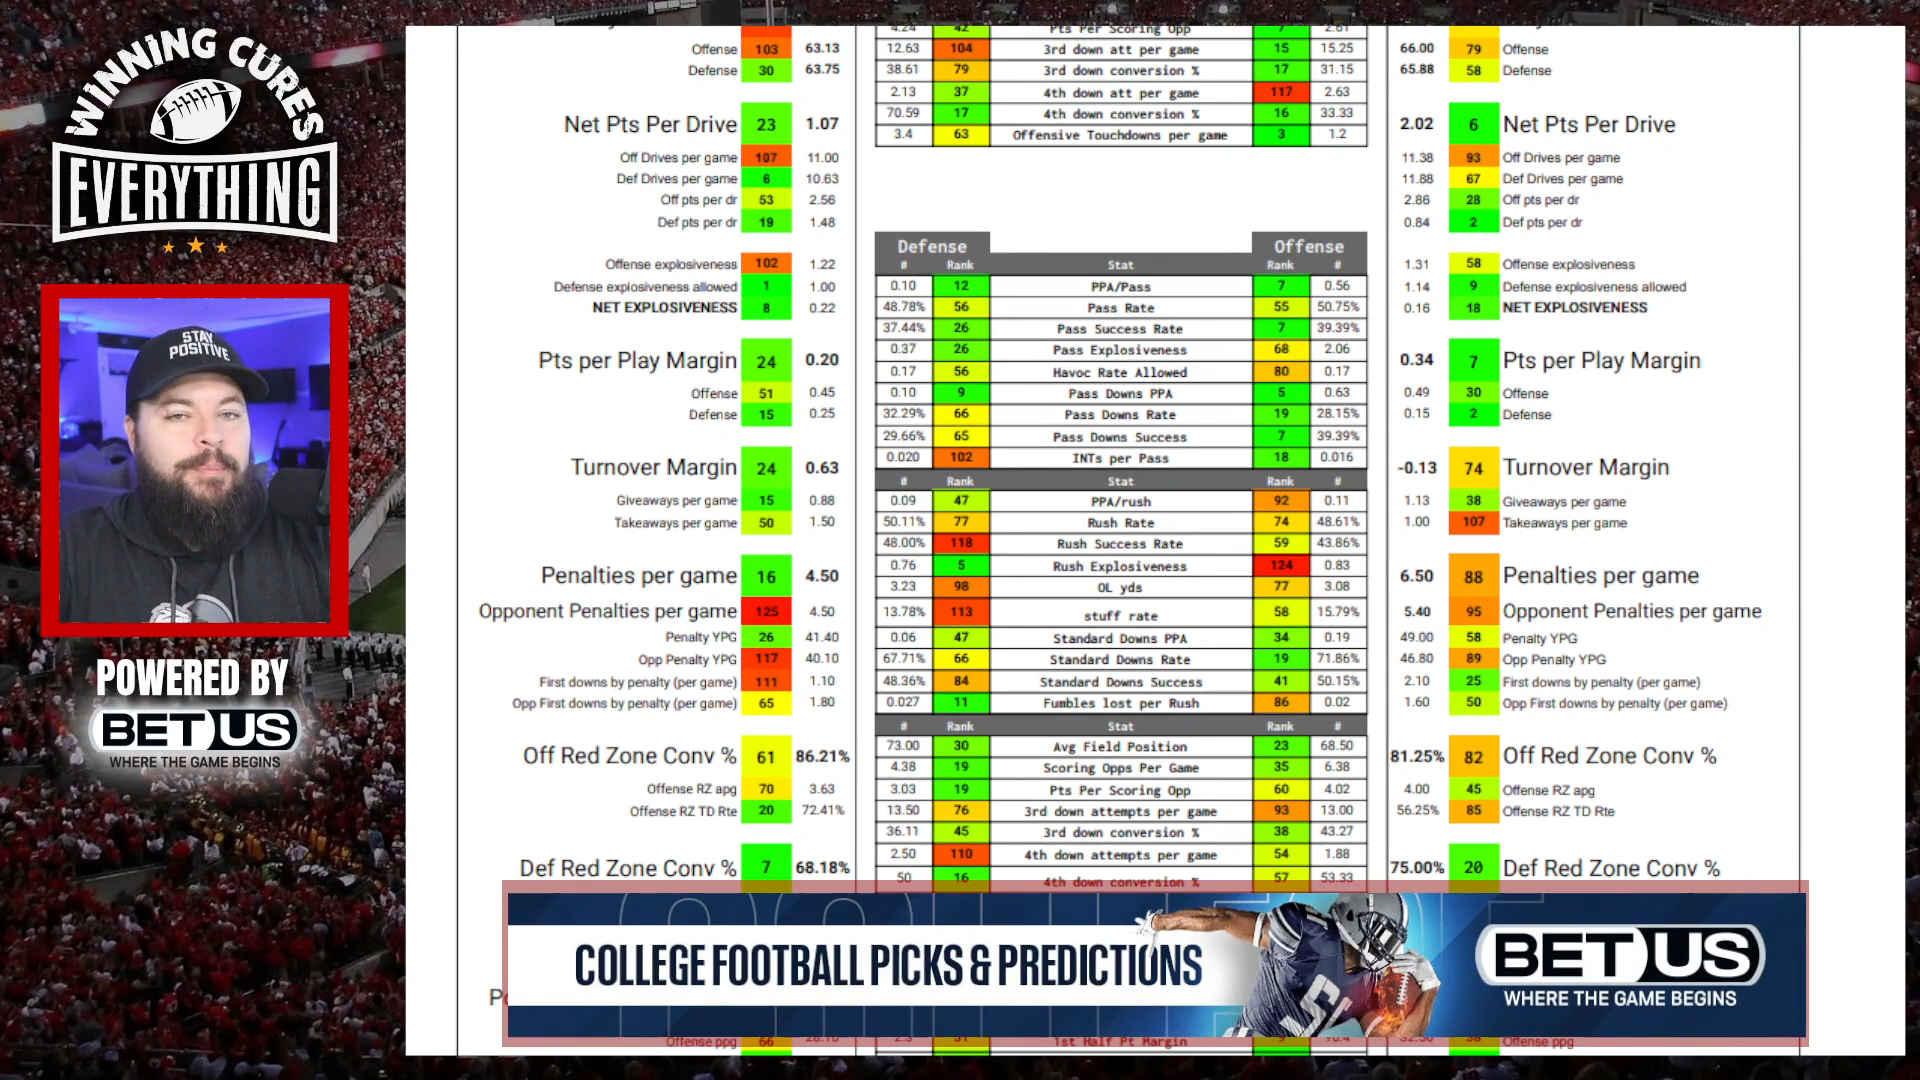 WINNING CURES
EVERYTHING
STAY
POSITIVE
POWERED BY
BETUS
WHERE THE GAME BEGINS
Offense 103 63.13
Defense 30 63.75
Net Pts Per Drive 23 1.07
Off Drives per game 107 11.00
Def Drives per game 6 10.63
Off pts per dr 53 2.56
Def pts per dr 19 1.48
Offense explosiveness 102 1.22
Defense explosiveness allowed 1 1.00
NET EXPLOSIVENESS 8 0.22
Pts per Play Margin 24 0.20
Offense 51 0.45
Defense 15 0.25
Turnover Margin 24 0.63
Giveaways per game 15 0.88
Takeaways per game 50 1.50
Penalties per game 16 4.50
Opponent Penalties per game 125 4.50
Penalty YPG 26 41.40
Opp Penalty YPG 117 40.10
First downs by penalty (per game) 111 1.10
Opp First downs by penalty (per game) 65 1.80
Off Red Zone Conv % 61 86.21%
Offense RZ apg 70 3.63
Offense RZ TD Rte 20 72.41%
Def Red Zone Conv % 7 68.18%
Offense ppg 66 28.10
4.24 42 Pts Per Scoring Opp 7 2.61
12.63 104 3rd down att per game 15 15.25
38.61 79 3rd down conversion % 17 31.15
2.13 37 4th down att per game 117 2.63
70.59 17 4th down conversion % 16 33.33
3.4 63 Offensive Touchdowns per game 3 1.2
Defense Offense
# Rank Stat Rank #
0.10 12 PPA/Pass 7 0.56
48.78% 56 Pass Rate 55 50.75%
37.44% 26 Pass Success Rate 7 39.39%
0.37 26 Pass Explosiveness 68 2.06
0.17 56 Havoc Rate Allowed 80 0.17
0.10 9 Pass Downs PPA 5 0.63
32.29% 66 Pass Downs Rate 19 28.15%
29.66% 65 Pass Downs Success 7 39.39%
0.020 102 INTs per Pass 18 0.016
# Rank Stat Rank #
0.09 47 PPA/rush 92 0.11
50.11% 77 Rush Rate 74 48.61%
48.00% 118 Rush Success Rate 59 43.86%
0.76 5 Rush Explosiveness 124 0.83
3.23 98 OL yds 77 3.08
13.78% 113 stuff rate 58 15.79%
0.06 47 Standard Downs PPA 34 0.19
67.71% 66 Standard Downs Rate 19 71.86%
48.36% 84 Standard Downs Success 41 50.15%
0.027 11 Fumbles lost per Rush 86 0.02
# Rank Stat Rank #
73.00 30 Avg Field Position 23 68.50
4.38 19 Scoring Opps Per Game 35 6.38
3.03 19 Pts Per Scoring Opp 60 4.02
13.50 76 3rd down attempts per game 93 13.00
36.11 45 3rd down conversion % 38 43.27
2.50 110 4th down attempts per game 54 1.88
50 16 4th down conversion % 57 53.33
1st Half Pt Margin
66.00 79 Offense
65.88 58 Defense
2.02 6 Net Pts Per Drive
11.38 93 Off Drives per game
11.88 67 Def Drives per game
2.86 28 Off pts per dr
0.84 2 Def pts per dr
1.31 58 Offense explosiveness
1.14 9 Defense explosiveness allowed
0.16 18 NET EXPLOSIVENESS
0.34 7 Pts per Play Margin
0.49 30 Offense
0.15 2 Defense
-0.13 74 Turnover Margin
1.13 38 Giveaways per game
1.00 107 Takeaways per game
6.50 88 Penalties per game
5.40 95 Opponent Penalties per game
49.00 58 Penalty YPG
46.80 89 Opp Penalty YPG
2.10 25 First downs by penalty (per game)
1.60 50 Opp First downs by penalty (per game)
81.25% 82 Off Red Zone Conv %
4.00 45 Offense RZ apg
56.25% 85 Offense RZ TD Rte
75.00% 20 Def Red Zone Conv %
Offense ppg
COLLEGE FOOTBALL PICKS & PREDICTIONS
BETUS
WHERE THE GAME BEGINS